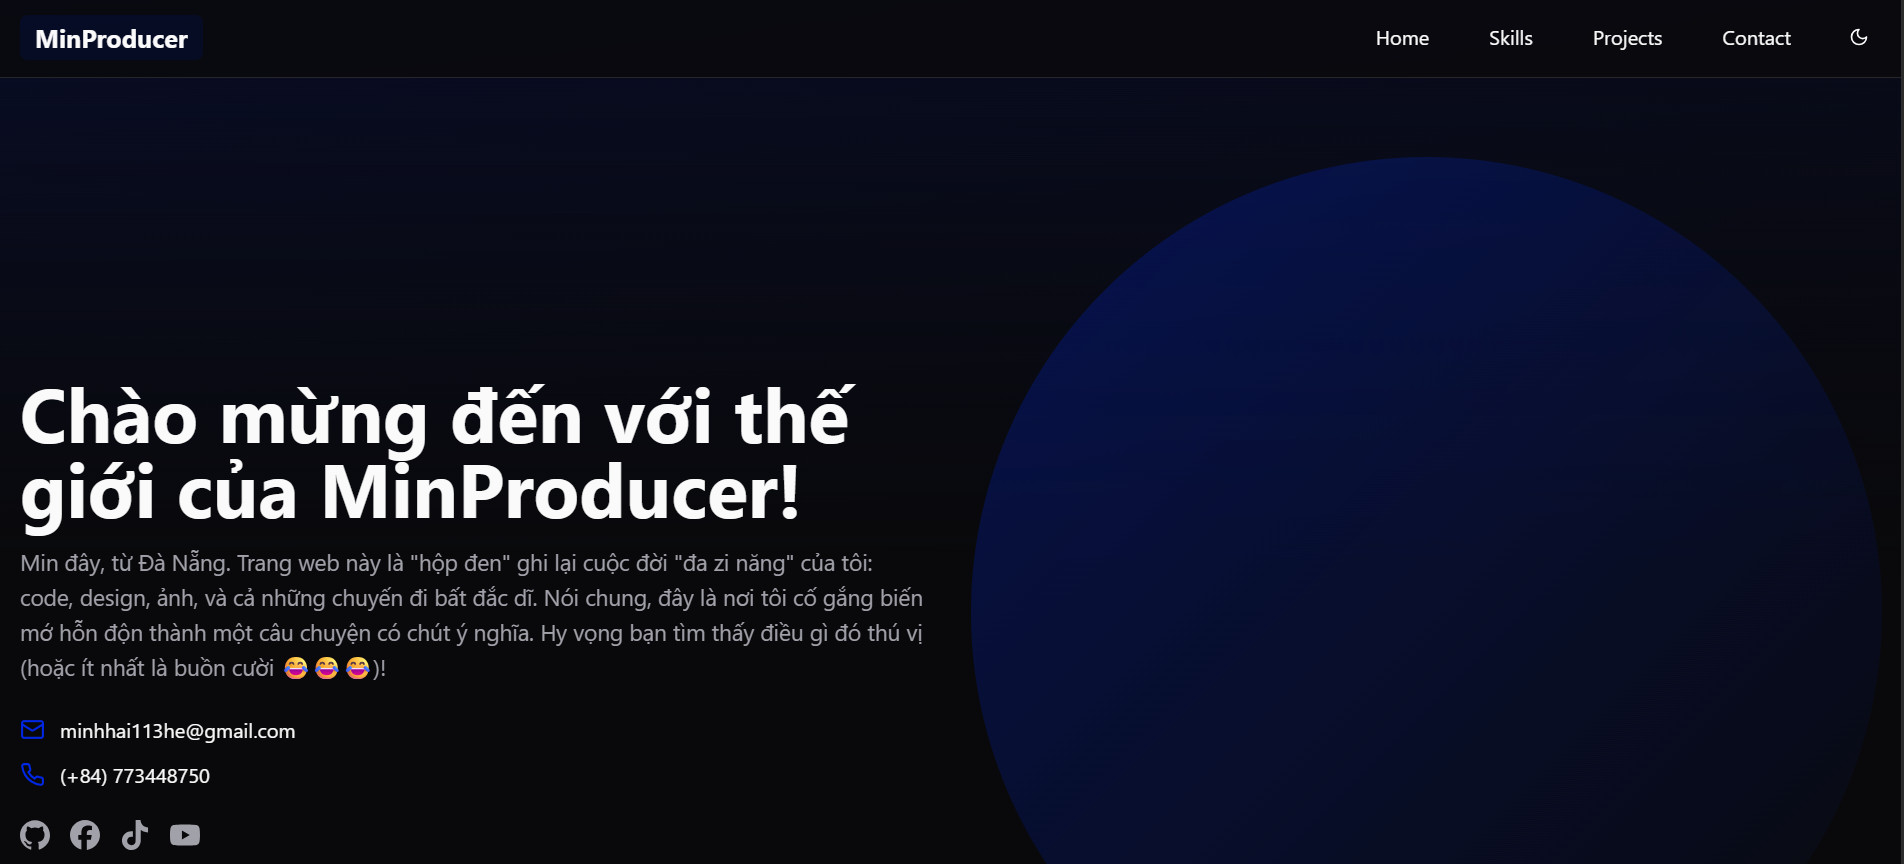 MinProducer
Home
Skills
Projects
Contact
Chào mừng đến với thế
giới của MinProducer!
Min đây, từ Đà Nẵng. Trang web này là "hộp đen" ghi lại cuộc đời "đa zi năng" của tôi:
code, design, ảnh, và cả những chuyến đi bất đắc dĩ. Nói chung, đây là nơi tôi cố gắng biến
mớ hỗn độn thành một câu chuyện có chút ý nghĩa. Hy vọng bạn tìm thấy điều gì đó thú vị
(hoặc ít nhất là buồn cười 😂😂😂)!
minhhai113he@gmail.com
(+84) 773448750